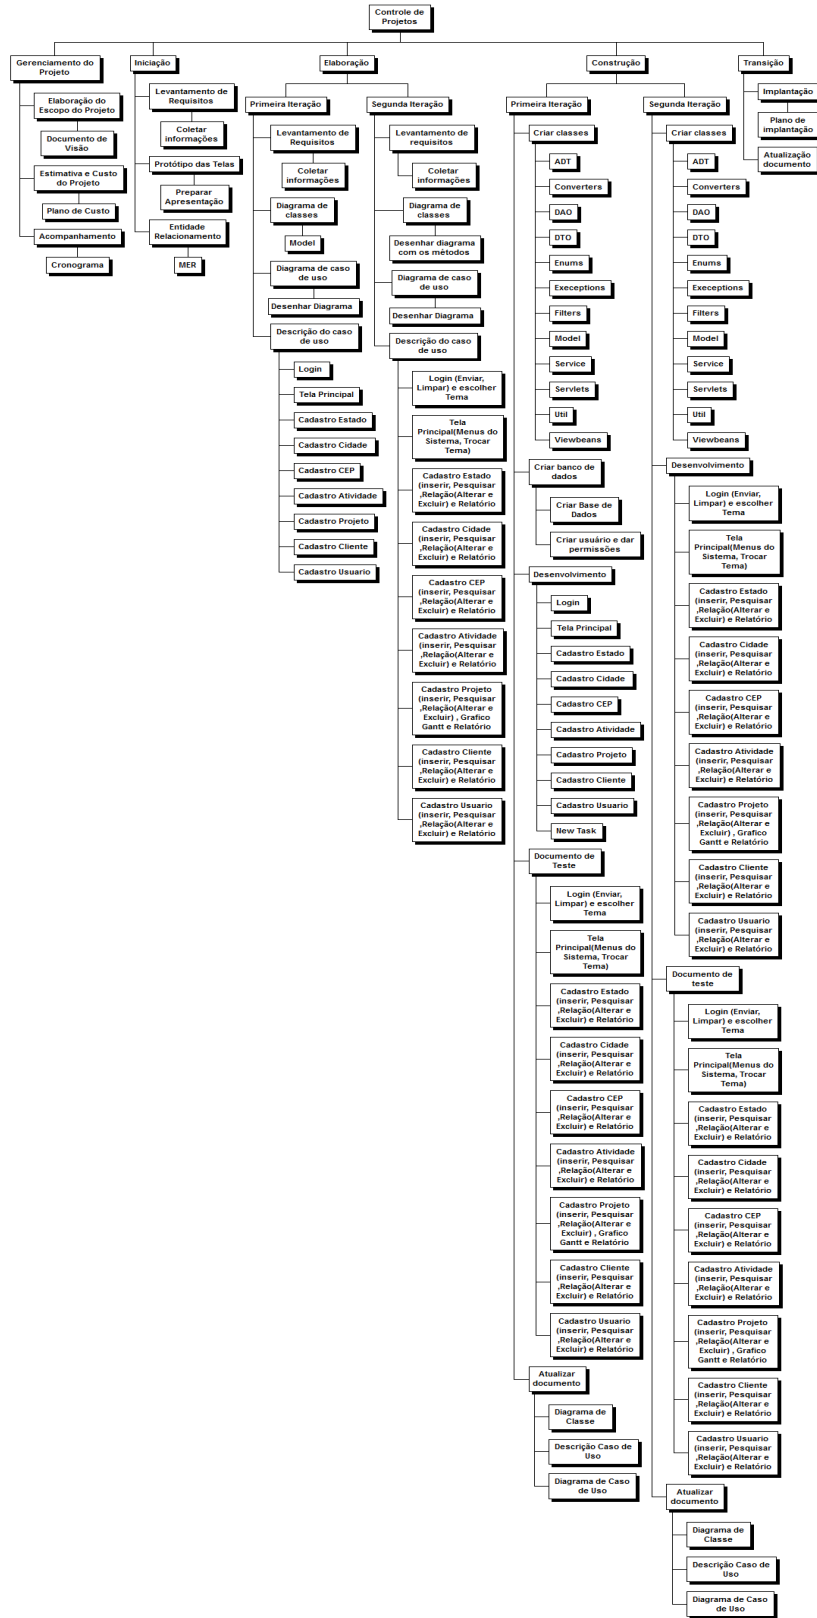 Controle de
Projetos
Gerenciamento do
Projeto
Elaboração do
Escopo do Projeto
Documento de
Visão
Estimativa e Custo
do Projeto
Plano de Custo
Acompanhamento
Cronograma
Iniciação
Levantamento de
Requisitos
Coletar
informações
Protótipo das Telas
Preparar
Apresentação
Entidade
Relacionamento
MER
Elaboração
Primeira Iteração
Levantamento de
Requisitos
Coletar
informações
Diagrama de
classes
Model
Diagrama de caso
de uso
Desenhar Diagrama
Descrição do caso
de uso
Login
Tela Principal
Cadastro Estado
Cadastro Cidade
Cadastro CEP
Cadastro Atividade
Cadastro Projeto
Cadastro Cliente
Cadastro Usuario
Segunda Iteração
Levantamento de
requisitos
Coletar
informações
Diagrama de
classes
Desenhar diagrama
com os métodos
Diagrama de caso
de uso
Desenhar Diagrama
Descrição do caso
de uso
Login (Enviar,
Limpar) e escolher
Tema
Tela
Principal(Menus do
Sistema, Trocar
Tema)
Cadastro Estado
(inserir, Pesquisar
,Relação(Alterar e
Excluir) e Relatório
Cadastro Cidade
(inserir, Pesquisar
,Relação(Alterar e
Excluir) e Relatório
Cadastro CEP
(inserir, Pesquisar
,Relação(Alterar e
Excluir) e Relatório
Cadastro Atividade
(inserir, Pesquisar
,Relação(Alterar e
Excluir) e Relatório
Cadastro Projeto
(inserir, Pesquisar
,Relação(Alterar e
Excluir) , Grafico
Gantt e Relatório
Cadastro Cliente
(inserir, Pesquisar
,Relação(Alterar e
Excluir) e Relatório
Cadastro Usuario
(inserir, Pesquisar
,Relação(Alterar e
Excluir) e Relatório
Construção
Primeira Iteração
Criar classes
ADT
Converters
DAO
DTO
Enums
Execeptions
Filters
Model
Service
Servlets
Util
Viewbeans
Criar banco de
dados
Criar Base de
Dados
Criar usuário e dar
permissões
Desenvolvimento
Login
Tela Principal
Cadastro Estado
Cadastro Cidade
Cadastro CEP
Cadastro Atividade
Cadastro Projeto
Cadastro Cliente
Cadastro Usuario
New Task
Documento de
Teste
Login (Enviar,
Limpar) e escolher
Tema
Tela
Principal(Menus do
Sistema, Trocar
Tema)
Cadastro Estado
(inserir, Pesquisar
,Relação(Alterar e
Excluir) e Relatório
Cadastro Cidade
(inserir, Pesquisar
,Relação(Alterar e
Excluir) e Relatório
Cadastro CEP
(inserir, Pesquisar
,Relação(Alterar e
Excluir) e Relatório
Cadastro Atividade
(inserir, Pesquisar
,Relação(Alterar e
Excluir) e Relatório
Cadastro Projeto
(inserir, Pesquisar
,Relação(Alterar e
Excluir) , Grafico
Gantt e Relatório
Cadastro Cliente
(inserir, Pesquisar
,Relação(Alterar e
Excluir) e Relatório
Cadastro Usuario
(inserir, Pesquisar
,Relação(Alterar e
Excluir) e Relatório
Atualizar
documento
Diagrama de
Classe
Descrição Caso de
Uso
Diagrama de Caso
de Uso
Segunda Iteração
Criar classes
ADT
Converters
DAO
DTO
Enums
Execeptions
Filters
Model
Service
Servlets
Util
Viewbeans
Desenvolvimento
Login (Enviar,
Limpar) e escolher
Tema
Tela
Principal(Menus do
Sistema, Trocar
Tema)
Cadastro Estado
(inserir, Pesquisar
,Relação(Alterar e
Excluir) e Relatório
Cadastro Cidade
(inserir, Pesquisar
,Relação(Alterar e
Excluir) e Relatório
Cadastro CEP
(inserir, Pesquisar
,Relação(Alterar e
Excluir) e Relatório
Cadastro Atividade
(inserir, Pesquisar
,Relação(Alterar e
Excluir) e Relatório
Cadastro Projeto
(inserir, Pesquisar
,Relação(Alterar e
Excluir) , Grafico
Gantt e Relatório
Cadastro Cliente
(inserir, Pesquisar
,Relação(Alterar e
Excluir) e Relatório
Cadastro Usuario
(inserir, Pesquisar
,Relação(Alterar e
Excluir) e Relatório
Documento de
teste
Login (Enviar,
Limpar) e escolher
Tema
Tela
Principal(Menus do
Sistema, Trocar
Tema)
Cadastro Estado
(inserir, Pesquisar
,Relação(Alterar e
Excluir) e Relatório
Cadastro Cidade
(inserir, Pesquisar
,Relação(Alterar e
Excluir) e Relatório
Cadastro CEP
(inserir, Pesquisar
,Relação(Alterar e
Excluir) e Relatório
Cadastro Atividade
(inserir, Pesquisar
,Relação(Alterar e
Excluir) e Relatório
Cadastro Projeto
(inserir, Pesquisar
,Relação(Alterar e
Excluir) , Grafico
Gantt e Relatório
Cadastro Cliente
(inserir, Pesquisar
,Relação(Alterar e
Excluir) e Relatório
Cadastro Usuario
(inserir, Pesquisar
,Relação(Alterar e
Excluir) e Relatório
Atualizar
documento
Diagrama de
Classe
Descrição Caso de
Uso
Diagrama de Caso
de Uso
Transição
Implantação
Plano de
implantação
Atualização
documento